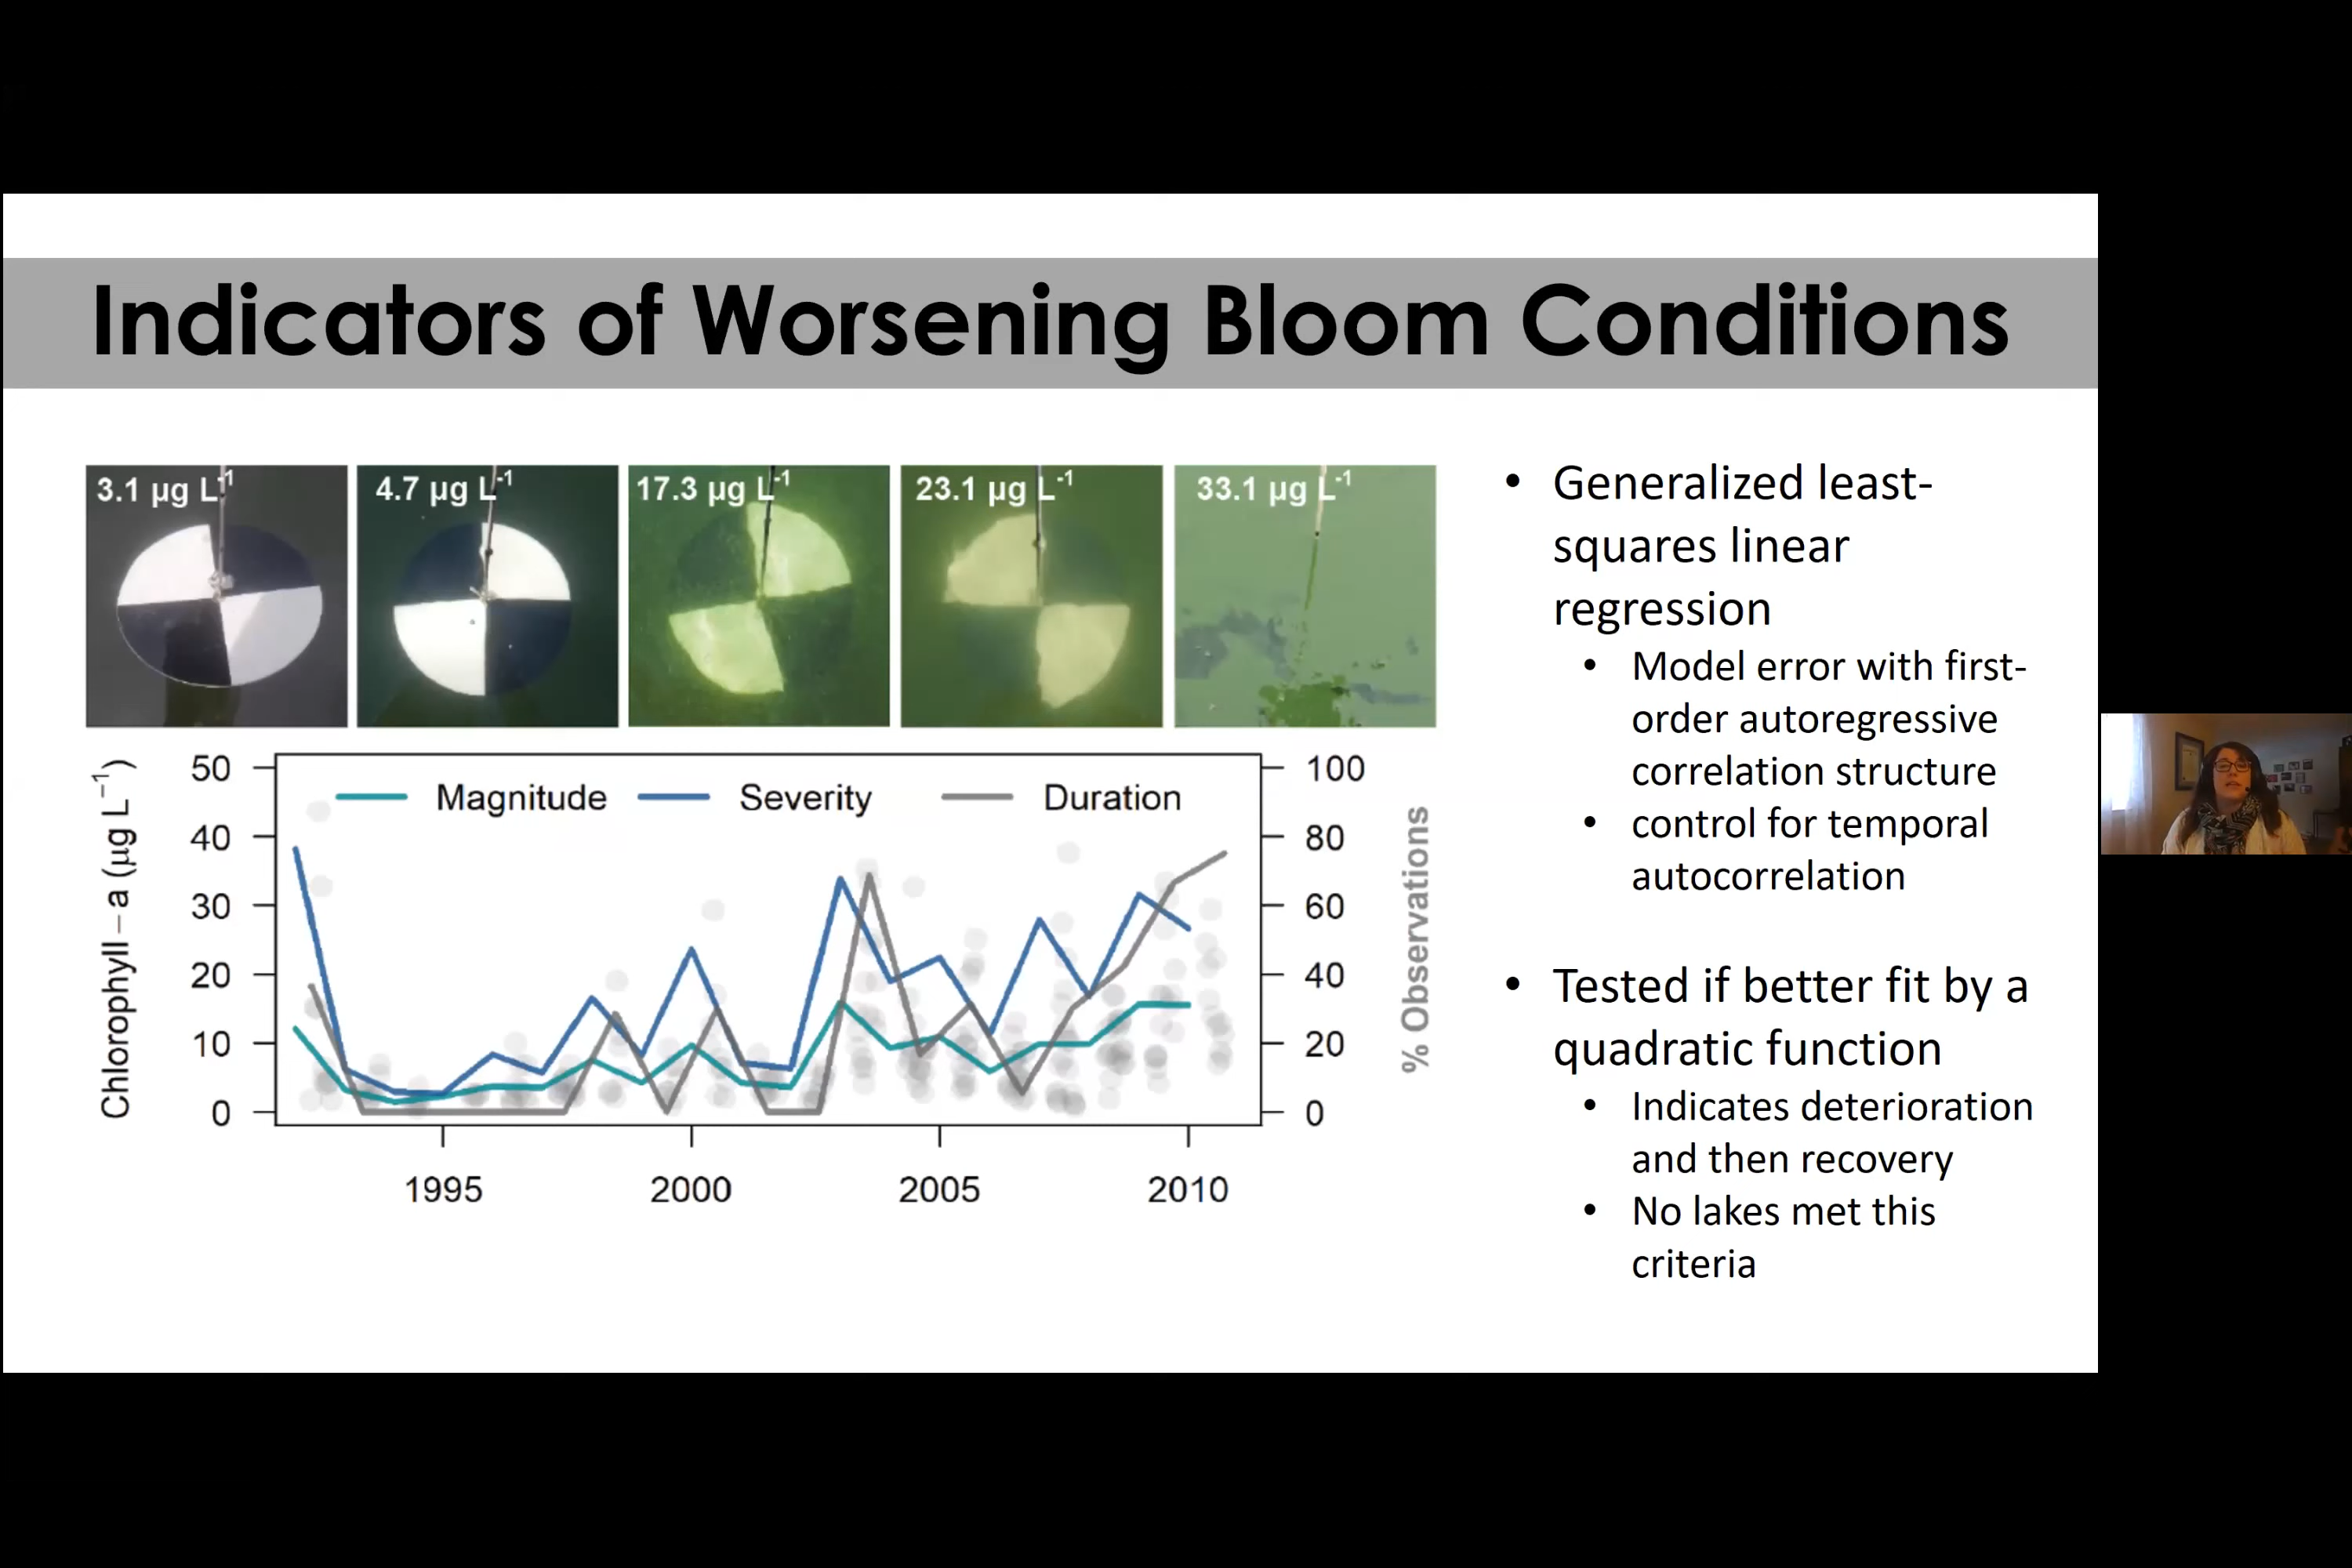 Indicators of Worsening Bloom Conditions
3.1 µg L-1
4.7 µg L-1
17.3 µg L-1
23.1 µg L-1
33.1 µg L-1
Chlorophyll – a (µg L−1)
50
40
30
20
10
0
Magnitude
Severity
Duration
100
80
60
40
20
0
% Observations
1995
2000
2005
2010
• Generalized least-
squares linear
regression
• Model error with first-
order autoregressive
correlation structure
• control for temporal
autocorrelation
• Tested if better fit by a
quadratic function
• Indicates deterioration
and then recovery
• No lakes met this
criteria